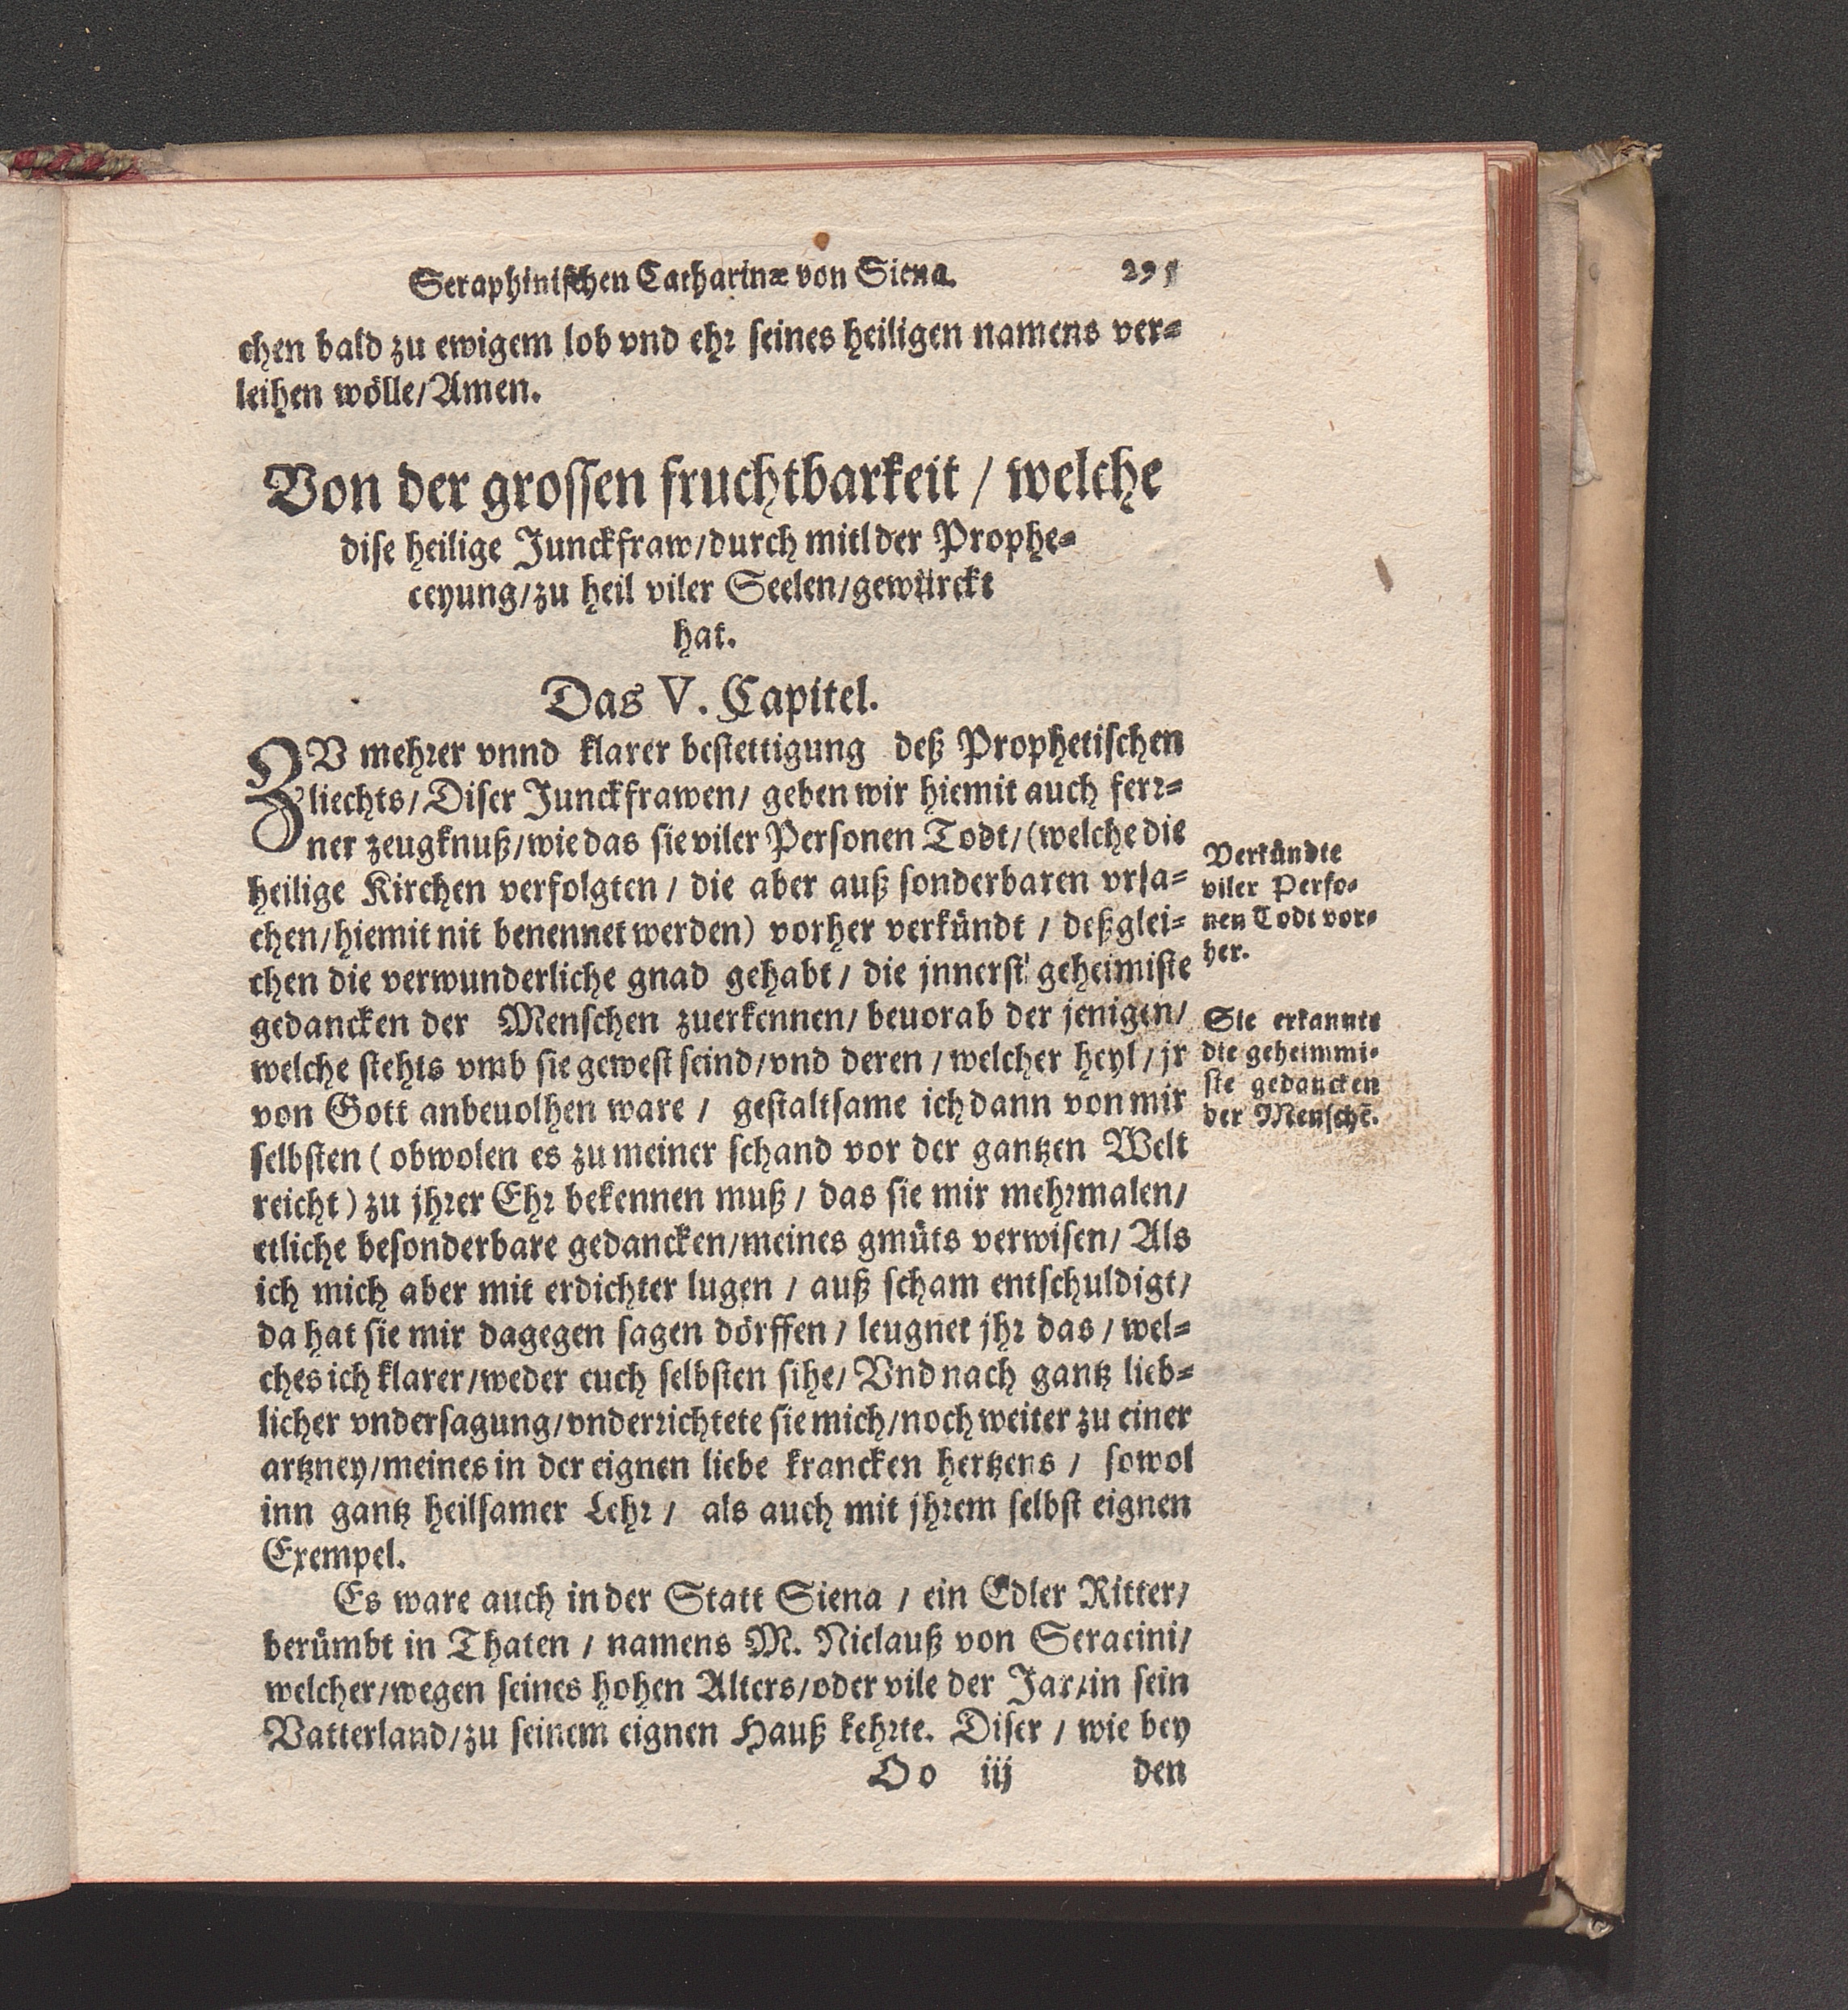 Seraphinischen Catharinæ von Siena. 295
chen bald zu ewigem lob vnd ehr seines heiligen namens ver-
leihen wölle/Amen.
Von der grossen fruchtbarkeit / welche
dise heilige Junckfraw/durch mitl der Prophe-
ceyung/zu heil viler Seelen/gewürckt
hat.
Das V. Capitel.
ZV mehrer vnnd klarer bestettigung deß Prophetischen
liechts/ Diser Junckfrawen/ geben wir hiemit auch ferr-
ner zeugknuß/wie das sie viler Personen Todt/(welche die
heilige Kirchen verfolgten / die aber auß sonderbaren vrsa-
chen/hiemit nit benennet werden) vorher verkündt / deßglei-
chen die verwunderliche gnad gehabt / die jnnerst' geheimiste
gedancken der Menschen zuerkennen/ beuorab der jenigen/
welche stehts vmb sie gewest seind/vnd deren / welcher heyl / jr
von Gott anbeuolhen ware / gestaltsame ich dann von mir
selbsten ( obwolen es zu meiner schand vor der gantzen Welt
reicht ) zu jhrer Ehr bekennen muß / das sie mir mehrmalen/
etliche besonderbare gedancken/meines gmüts verwisen/ Als
ich mich aber mit erdichter lugen / auß scham entschuldigt/
da hat sie mir dagegen sagen dörffen / leugnet jhr das / wel-
ches ich klarer/weder euch selbsten sihe/ Vnd nach gantz lieb-
licher vndersagung/vnderrichtete sie mich/noch weiter zu einer
artzney/meines in der eignen liebe krancken hertzens / sowol
inn gantz heilsamer Lehr / als auch mit jhrem selbst eignen
Exempel.
Es ware auch in der Statt Siena / ein Edler Ritter/
berümbt in Thaten / namens M. Niclauß von Seracini/
welcher/wegen seines hohen Alters/oder vile der Jar/in sein
Vatterland/zu seinem eignen Hauß kehrte. Diser / wie bey
Oo iij den
Verkündte
viler Perso-
nen Todt vor-
her.
Sie erkannte
die geheimmi-
ste gedancken
der Menschē.